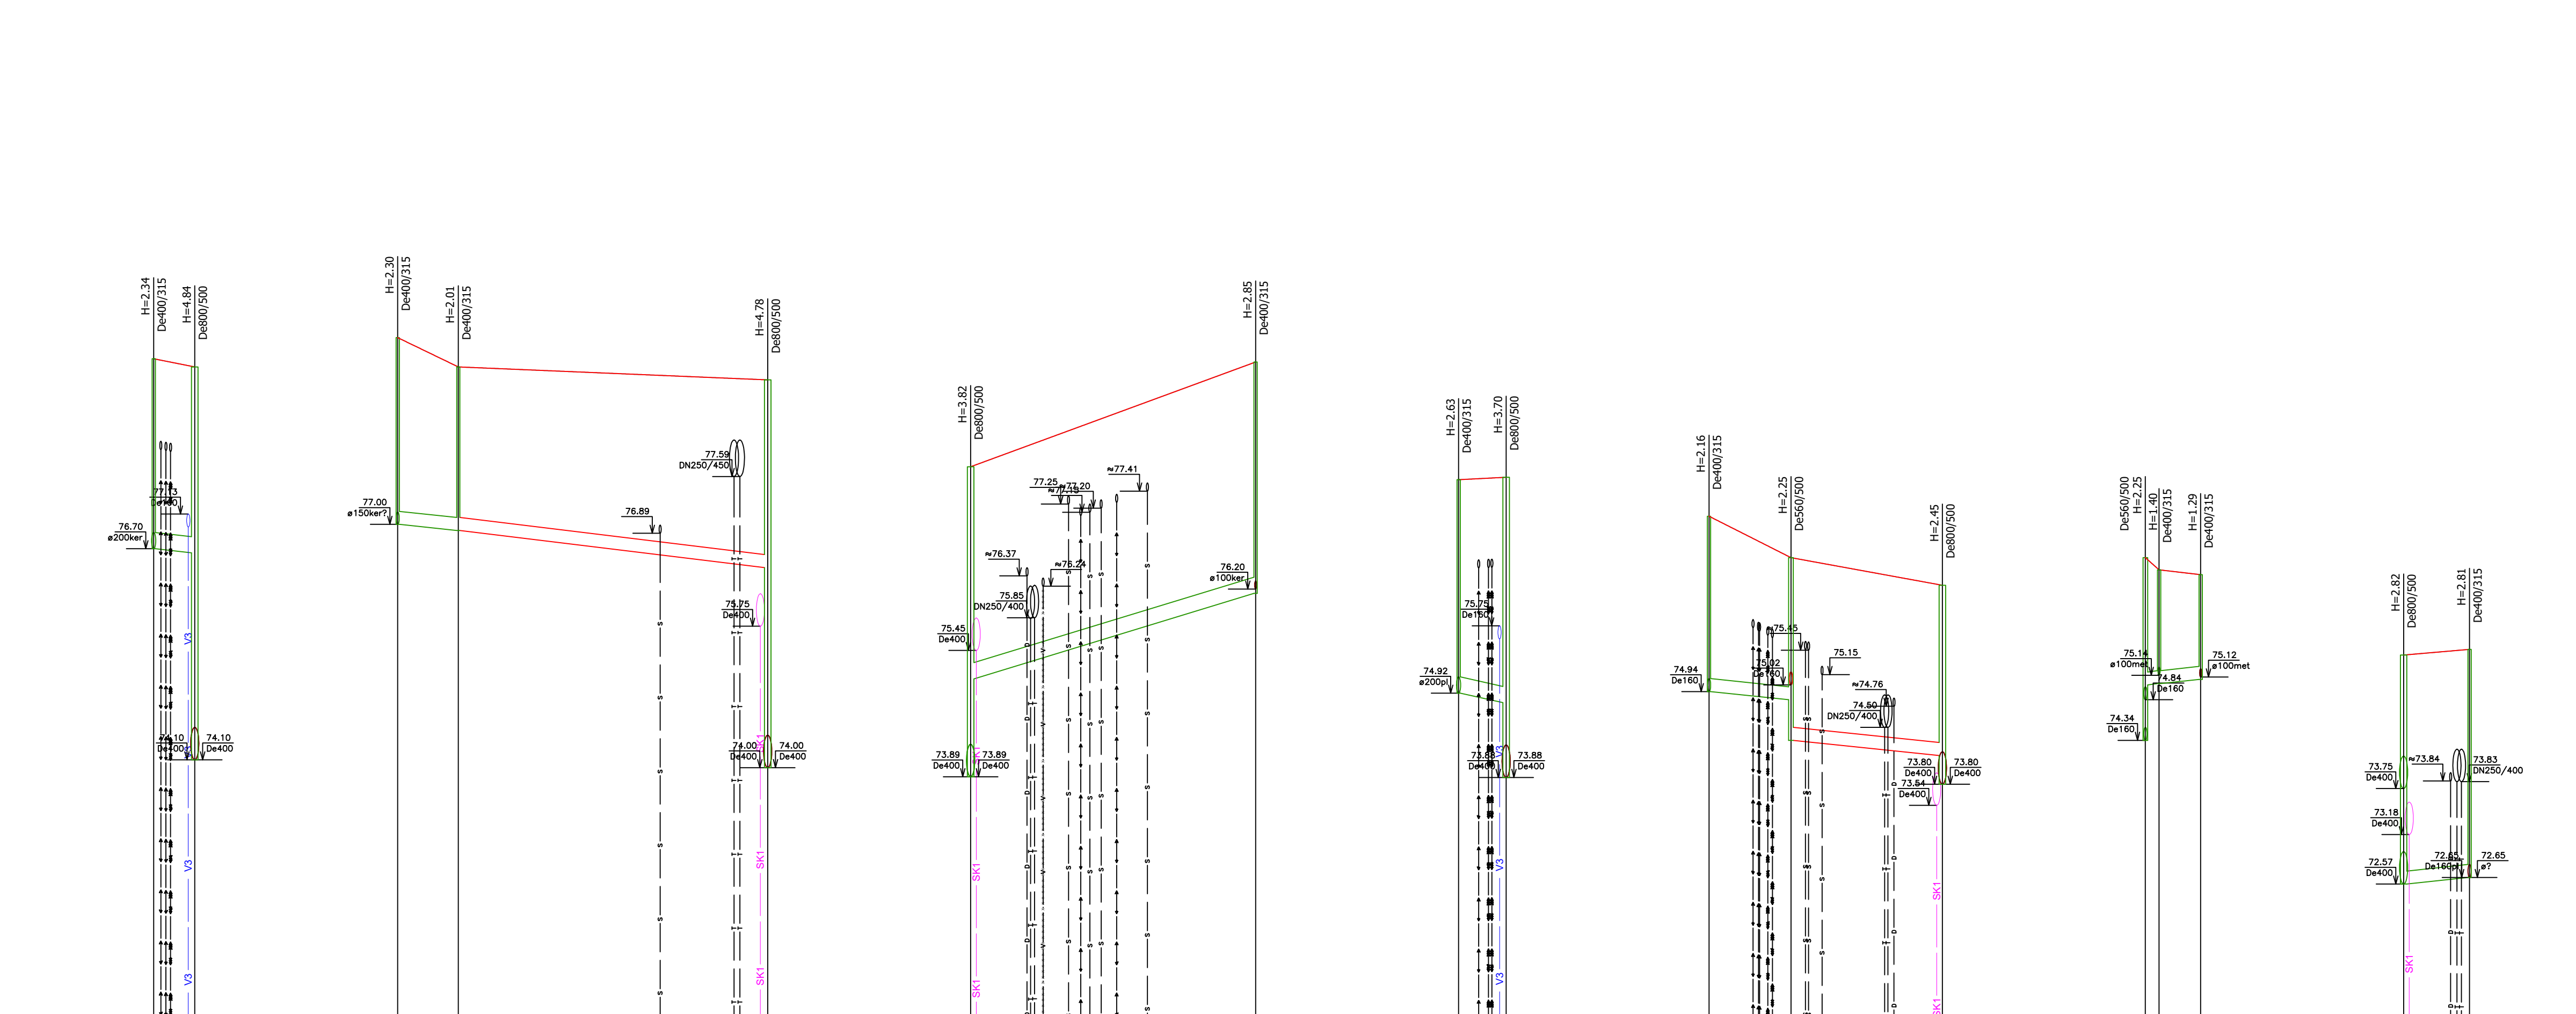 H=2.34
De400/315
H=4.84
De800/500
77.13
76.70
ø200ker
74.10
De400
74.10
De400
V3
V3
V3
H=2.30
De400/315
H=2.01
De400/315
H=4.78
De800/500
77.00
ø150ker?
76.89
77.59
DN250/450
75.75
De400
74.00
De400
74.00
De400
SK1
SK1
SK1
H=3.82
De800/500
H=2.85
De400/315
77.25
≈77.20
≈77.41
≈76.37
≈76.24
75.85
DN250/400
75.45
De400
76.20
ø100ker
73.89
De400
73.89
De400
SK1
SK1
H=2.63
De400/315
H=3.70
De800/500
75.75
De160
74.92
ø200pl
73.88
De400
73.88
De400
V3
V3
V3
H=2.16
De400/315
H=2.25
De560/500
H=2.45
De800/500
≈75.45
75.15
75.02
De160
74.94
De160
≈74.76
74.50
DN250/400
73.80
De400
73.80
De400
73.54
De400
SK1
SK1
De560/500
H=2.25
H=1.40
De400/315
H=1.29
De400/315
75.14
ø100met
75.12
ø100met
74.84
De160
74.34
De160
H=2.82
De800/500
H=2.81
De400/315
≈73.84
73.83
DN250/400
73.75
De400
73.18
De400
72.57
De400
72.65
De160pl
72.65
ø?
SK1